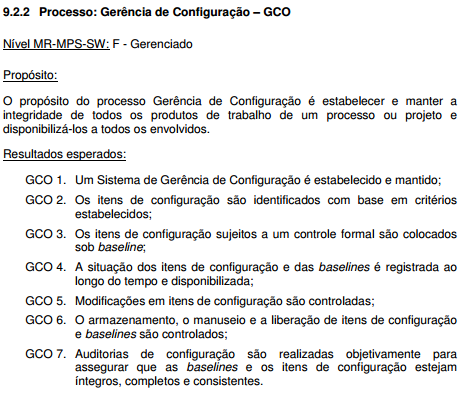 9.2.2 Processo: Gerência de Configuração – GCO
Nível MR-MPS-SW: F - Gerenciado
Propósito:
O propósito do processo Gerência de Configuração é estabelecer e manter a
integridade de todos os produtos de trabalho de um processo ou projeto e
disponibilizá-los a todos os envolvidos.
Resultados esperados:
GCO 1. Um Sistema de Gerência de Configuração é estabelecido e mantido;
GCO 2. Os itens de configuração são identificados com base em critérios
estabelecidos;
GCO 3. Os itens de configuração sujeitos a um controle formal são colocados
sob baseline;
GCO 4. A situação dos itens de configuração e das baselines é registrada ao
longo do tempo e disponibilizada;
GCO 5. Modificações em itens de configuração são controladas;
GCO 6. O armazenamento, o manuseio e a liberação de itens de configuração
e baselines são controlados;
GCO 7. Auditorias de configuração são realizadas objetivamente para
assegurar que as baselines e os itens de configuração estejam
íntegros, completos e consistentes.